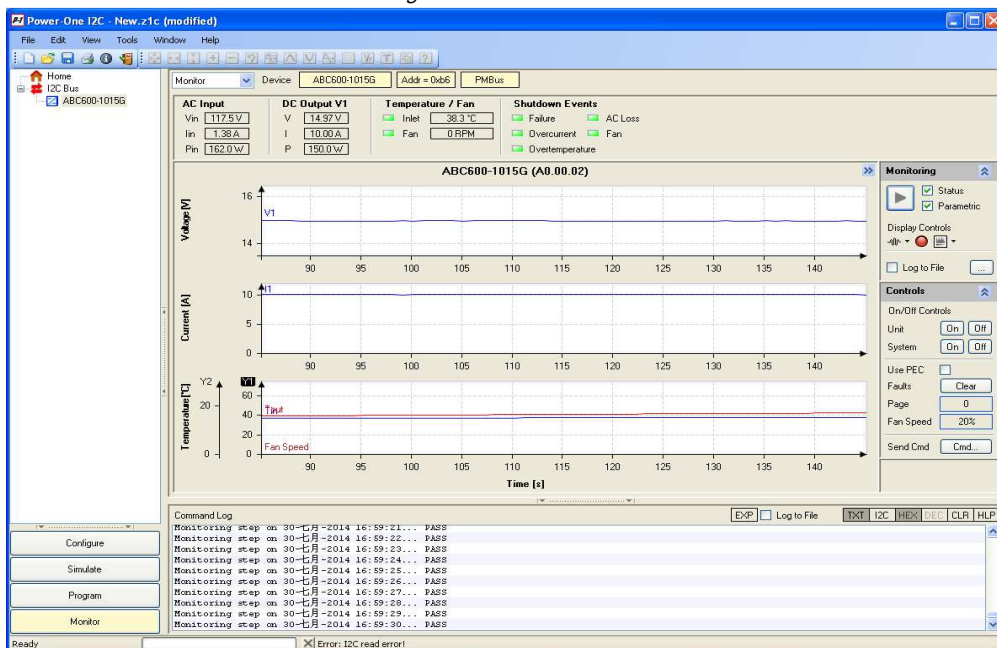 Power-One I2C - New.z1c (modified)
File Edit View Tools Window Help
Home
I2C Bus
ABC600-1015G
Monitor Device ABC600-1015G Addr = 0xb6 PMBus
AC Input DC Output V1 Temperature / Fan Shutdown Events
Vin 117.5 V V 14.97 V Inlet 38.3 °C Failure AC Loss
Iin 1.38 A I 10.00 A Fan 0 RPM Overcurrent Fan
Pin 162.0 W P 150.0 W Overtemperature
ABC600-1015G (A0.00.02)
Voltage [V]
16
V1
14
90 95 100 105 110 115 120 125 130 135 140
Current [A]
10 I1
5
0
90 95 100 105 110 115 120 125 130 135 140
Temperature [°C]
Y2 Y1
60
20 40
20
0 0 Fan Speed
90 95 100 105 110 115 120 125 130 135 140
Time [s]
Monitoring
Status
Parametric
Display Controls
Log to File ...
Controls
On/Off Controls
Unit On Off
System On Off
Use PEC
Faults Clear
Page 0
Fan Speed 20%
Send Cmd Cmd...
Configure
Simulate
Program
Monitor
Command Log EXP Log to File TXT I2C HEX DEC CLR HLP
Monitoring step on 30-七月-2014 16:59:21... PASS
Monitoring step on 30-七月-2014 16:59:22... PASS
Monitoring step on 30-七月-2014 16:59:23... PASS
Monitoring step on 30-七月-2014 16:59:24... PASS
Monitoring step on 30-七月-2014 16:59:25... PASS
Monitoring step on 30-七月-2014 16:59:26... PASS
Monitoring step on 30-七月-2014 16:59:27... PASS
Monitoring step on 30-七月-2014 16:59:28... PASS
Monitoring step on 30-七月-2014 16:59:29... PASS
Monitoring step on 30-七月-2014 16:59:30... PASS
Ready Error: I2C read error!